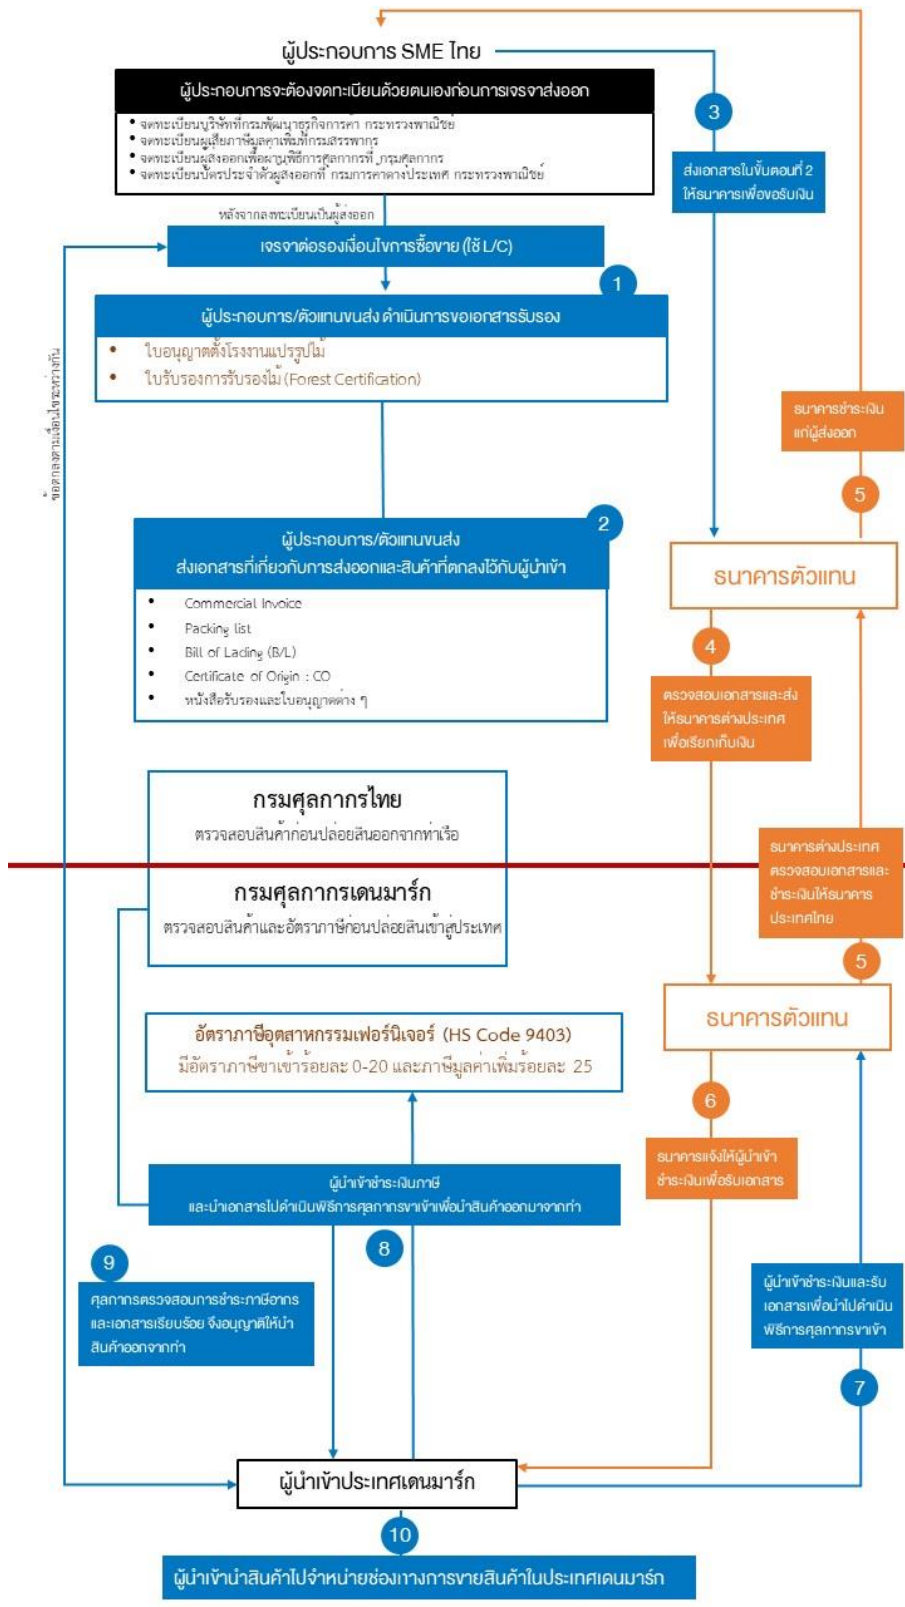 ผู้ประกอบการ SME ไทย
ผู้ประกอบการจะต้องจดทะเบียนด้วยตนเองก่อนการเจรจาส่งออก
• จดทะเบียนบริษัทที่กรมพัฒนาธุรกิจการค้า กระทรวงพาณิชย์
• จดทะเบียนผู้เสียภาษีมูลค่าเพิ่มที่กรมสรรพากร
• จดทะเบียนผู้ส่งออกเพื่อผ่านพิธีการศุลกากรที่ กรมศุลกากร
• จดทะเบียนบัตรประจำตัวผู้ส่งออกที่ กรมการค้าต่างประเทศ กระทรวงพาณิชย์
หลังจากลงทะเบียนเป็นผู้ส่งออก
เจรจาต่อรองเงื่อนไขการซื้อขาย (ใช้ L/C)
1
ผู้ประกอบการ/ตัวแทนขนส่ง ดำเนินการขอเอกสารรับรอง
• ใบอนุญาตตั้งโรงงานแปรรูปไม้
• ใบรับรองการรับรองไม้ (Forest Certification)
ข้อตกลงตามเงื่อนไขระหว่างกัน
2
ผู้ประกอบการ/ตัวแทนขนส่ง
ส่งเอกสารที่เกี่ยวกับการส่งออกและสินค้าที่ตกลงไว้กับผู้นำเข้า
• Commercial Invoice
• Packing list
• Bill of Lading (B/L)
• Certificate of Origin : CO
• หนังสือรับรองและใบอนุญาตต่าง ๆ
3
ส่งเอกสารในขั้นตอนที่ 2
ให้ธนาคารเพื่อขอรับเงิน
ธนาคารชำระเงิน
แก่ผู้ส่งออก
5
ธนาคารตัวแทน
4
ตรวจสอบเอกสารและส่ง
ให้ธนาคารต่างประเทศ
เพื่อเรียกเก็บเงิน
กรมศุลกากรไทย
ตรวจสอบสินค้าก่อนปล่อยสินออกจากท่าเรือ
กรมศุลกากรเดนมาร์ก
ตรวจสอบสินค้าและอัตราภาษีก่อนปล่อยสินเข้าสู่ประเทศ
ธนาคารต่างประเทศ
ตรวจสอบเอกสารและ
ชำระเงินให้ธนาคาร
ประเทศไทย
5
ธนาคารตัวแทน
อัตราภาษีอุตสาหกรรมเฟอร์นิเจอร์ (HS Code 9403)
มีอัตราภาษีขาเข้าร้อยละ 0-20 และภาษีมูลค่าเพิ่มร้อยละ 25
6
ธนาคารแจ้งให้ผู้นำเข้า
ชำระเงินเพื่อรับเอกสาร
ผู้นำเข้าชำระเงินภาษี
และนำเอกสารไปดำเนินพิธีการศุลกากรขาเข้าเพื่อนำสินค้าออกมาจากท่า
8
9
ศุลกากรตรวจสอบการชำระภาษีอากร
และเอกสารเรียบร้อย จึงอนุญาติให้นำ
สินค้าออกจากท่า
ผู้นำเข้าชำระเงินและรับ
เอกสารเพื่อนำไปดำเนิน
พิธีการศุลกากรขาเข้า
7
ผู้นำเข้าประเทศเดนมาร์ก
10
ผู้นำเข้านำสินค้าไปจำหน่ายช่องทางการขายสินค้าในประเทศเดนมาร์ก